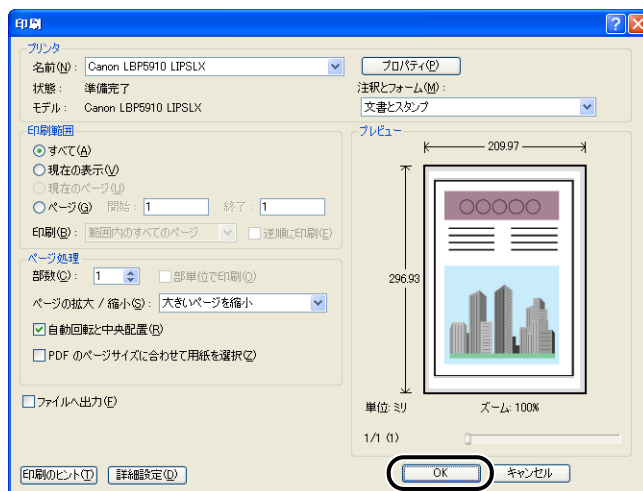 印刷
プリンタ
名前(N): Canon LBP5910 LIPSLX
プロパティ(P)
状態: 準備完了
注釈とフォーム(M):
モデル: Canon LBP5910 LIPSLX
文書とスタンプ
印刷範囲
すべて(A)
現在の表示(V)
現在のページ(U)
ページ(G) 開始: 1 終了: 1
印刷(B): 範囲内のすべてのページ 逆順に印刷(E)
ページ処理
部数(C): 1 部単位で印刷(O)
ページの拡大 / 縮小(S): 大きいページを縮小
自動回転と中央配置(R)
PDF のページサイズに合わせて用紙を選択(Z)
ファイルへ出力(F)
プレビュー
209.97
○○○○○
296.93
単位: ミリ ズーム: 100%
1/1 (1)
印刷のヒント(T) 詳細設定(D) OK キャンセル